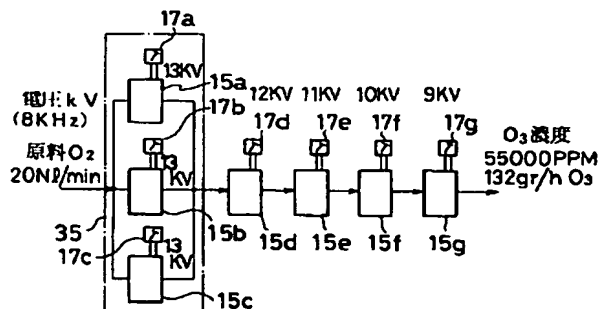 17a
13KV
15a
電圧kV
(8KHz)
17b
12KV 11KV 10KV 9KV
17d 17e 17f 17g
原料O2
20Nℓ/min
13
KV
O3濃度
55000PPM
132gr/h O3
35
17c
13
KV
15b
15d 15e 15f 15g
15c